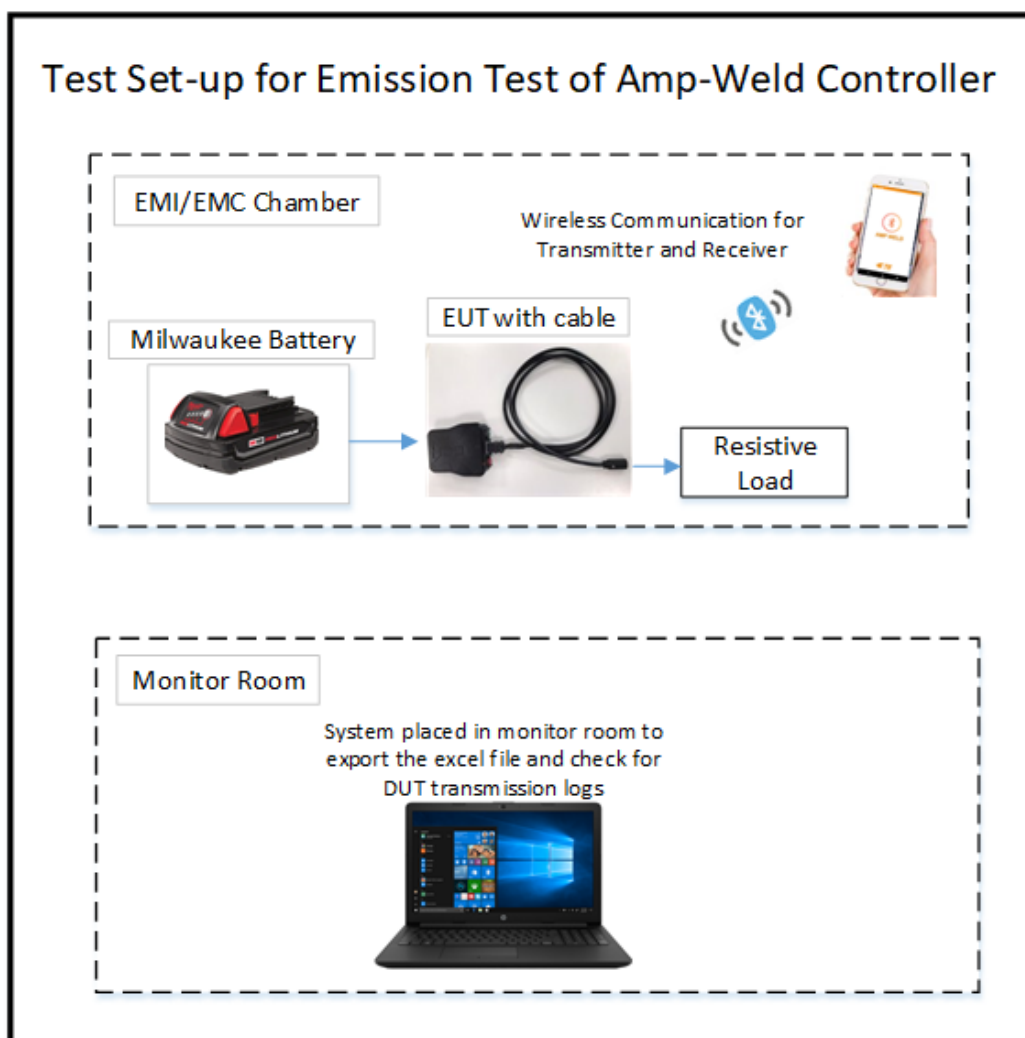 Test Set-up for Emission Test of Amp-Weld Controller
EMI/EMC Chamber
Wireless Communication for
Transmitter and Receiver
AMP-WELD
Milwaukee Battery
EUT with cable
Resistive
Load
Monitor Room
System placed in monitor room to
export the excel file and check for
DUT transmission logs